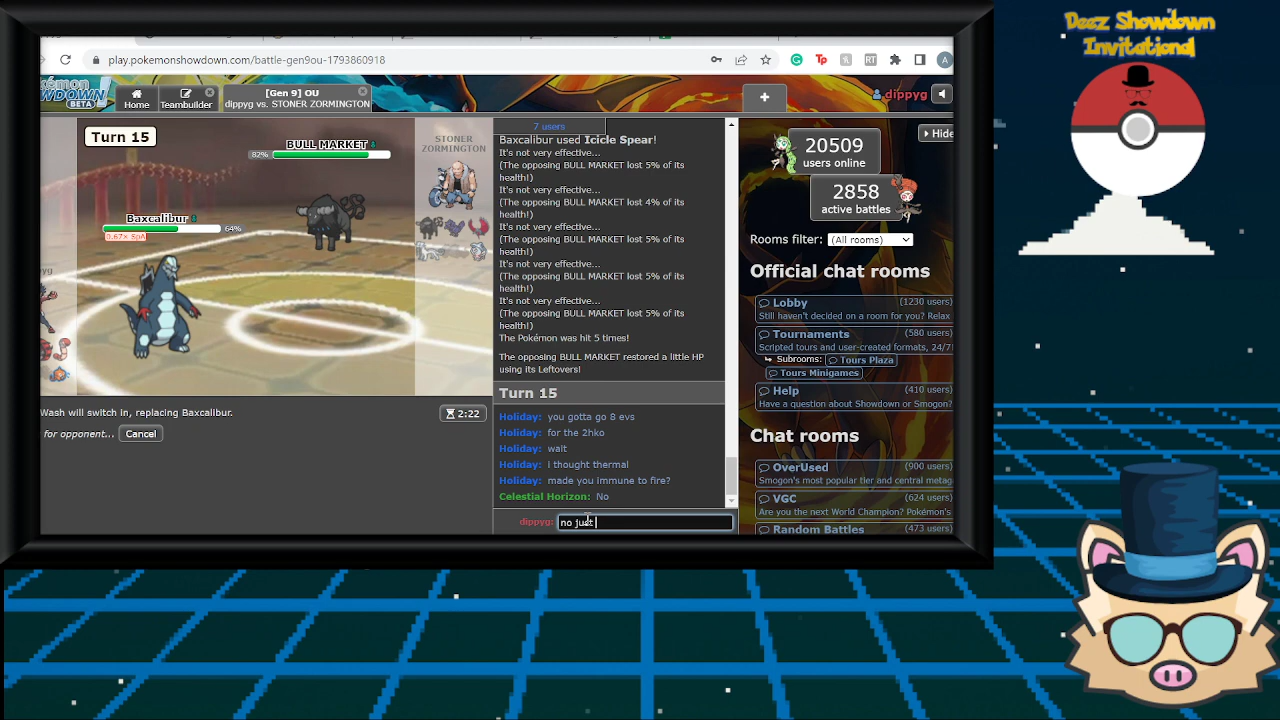 Deez Showdown
Invitational
play.pokemonshowdown.com/battle-gen9ou-1793860918
émon
OWDOWN
BETA
Home
Teambuilder
[Gen 9] OU
dippyg vs. STONER ZORMINGTON
+
dippyg
Turn 15
BULL MARKET
82%
Baxcalibur
64%
0.67× SpA
STONER
ZORMINGTON
yg
7 users
Baxcalibur used Icicle Spear!
It's not very effective...
(The opposing BULL MARKET lost 5% of its
health!)
It's not very effective...
(The opposing BULL MARKET lost 4% of its
health!)
It's not very effective...
(The opposing BULL MARKET lost 5% of its
health!)
It's not very effective...
(The opposing BULL MARKET lost 5% of its
health!)
It's not very effective...
(The opposing BULL MARKET lost 5% of its
health!)
The Pokémon was hit 5 times!
The opposing BULL MARKET restored a little HP
using its Leftovers!
Turn 15
Holiday: you gotta go 8 evs
Holiday: for the 2hko
Holiday: wait
Holiday: i thought thermal
Holiday: made you immune to fire?
Celestial Horizon: No
dippyg: no just
Wash will switch in, replacing Baxcalibur.
2:22
for opponent... Cancel
Hide
20509
users online
2858
active battles
Rooms filter: (All rooms)
Official chat rooms
Lobby (1230 users)
Still haven't decided on a room for you? Relax
Tournaments (580 users)
Scripted tours and user-created formats, 24/7!
Subrooms: Tours Plaza
Tours Minigames
Help (410 users)
Have a question about Showdown or Smogon?
Chat rooms
OverUsed (900 users)
Smogon's most popular tier and central metag
VGC (624 users)
Are you the next World Champion? Pokémon's
Random Battles (473 users)